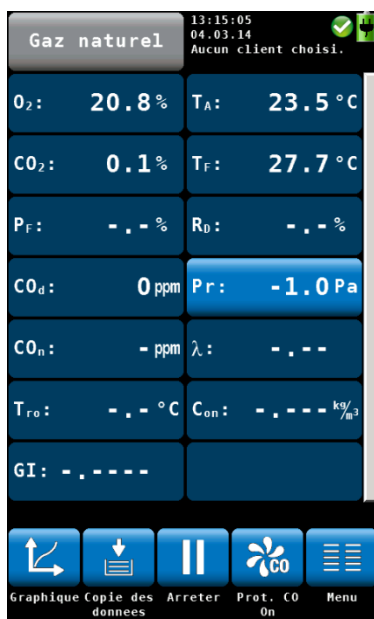 Gaz naturel
13:15:05
04.03.14
Aucun client choisi.
O₂: 20.8 % TA: 23.5 °C
CO₂: 0.1 % TF: 27.7 °C
PF: -.- % RD: -.- %
COd: 0 ppm Pr: -1.0 Pa
COn: - ppm λ: -.--
Tro: -.- °C Con: -.--- kg/m³
GI: -.----
CO
Graphique Copie des donnees Arreter Prot. CO On Menu